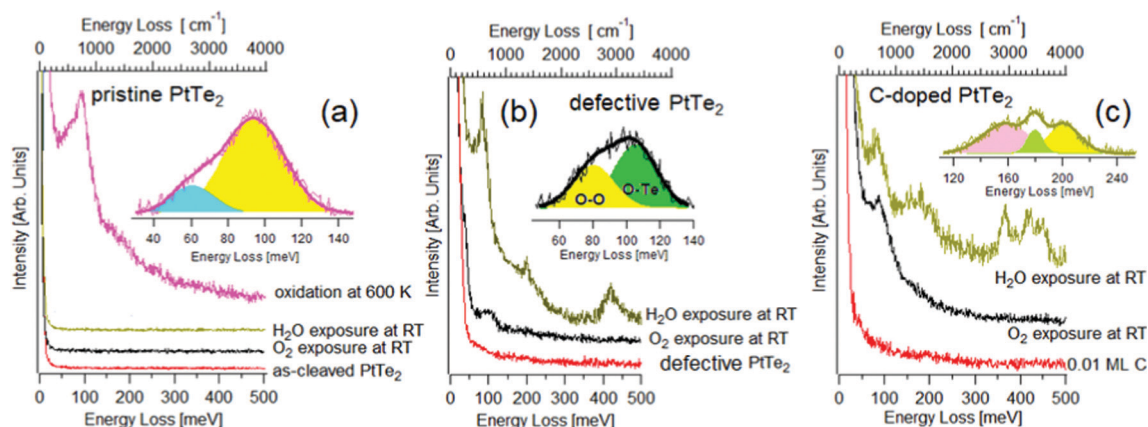 Energy Loss [ cm-1 ]
0 1000 2000 3000 4000
pristine PtTe2
(a)
40 60 80 100 120 140
Energy Loss [meV]
oxidation at 600 K
H2O exposure at RT
O2 exposure at RT
as-cleaved PtTe2
Intensity [Arb. Units]
0 100 200 300 400 500
Energy Loss [meV]
Energy Loss [ cm-1 ]
0 1000 2000 3000 4000
(b)
defective PtTe2
O-O
O-Te
60 80 100 120 140
Energy Loss [meV]
H2O exposure at RT
O2 exposure at RT
defective PtTe2
Intensity [Arb. Units]
0 100 200 300 400 500
Energy Loss [meV]
Energy Loss [ cm-1 ]
0 1000 2000 3000 4000
C-doped PtTe2
(c)
120 160 200 240
Energy Loss [meV]
H2O exposure at RT
O2 exposure at RT
0.01 ML C
Intensity [Arb. Units]
0 100 200 300 400 500
Energy Loss [meV]